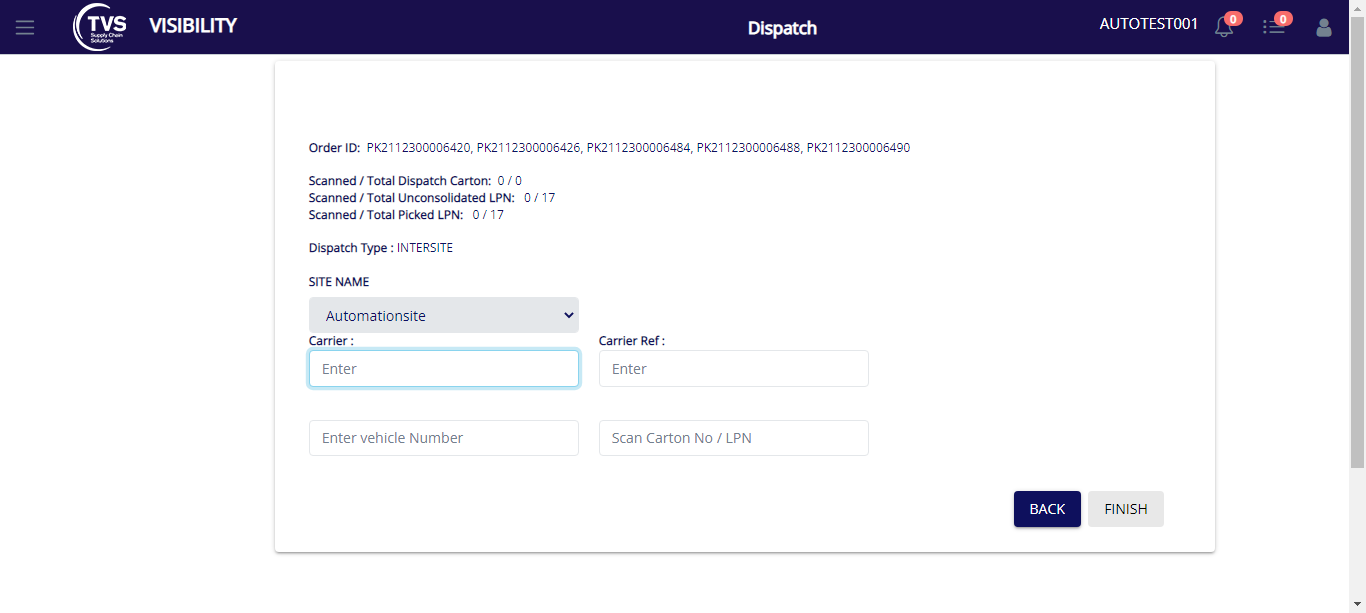 TVS
Supply Chain
Solutions
VISIBILITY
Dispatch
AUTOTEST001
0
0
Order ID: PK2112300006420, PK2112300006426, PK2112300006484, PK2112300006488, PK2112300006490
Scanned / Total Dispatch Carton: 0 / 0
Scanned / Total Unconsolidated LPN: 0 / 17
Scanned / Total Picked LPN: 0 / 17
Dispatch Type : INTERSITE
SITE NAME
Automationsite
Carrier :
Carrier Ref :
Enter
Enter
Enter vehicle Number
Scan Carton No / LPN
BACK
FINISH